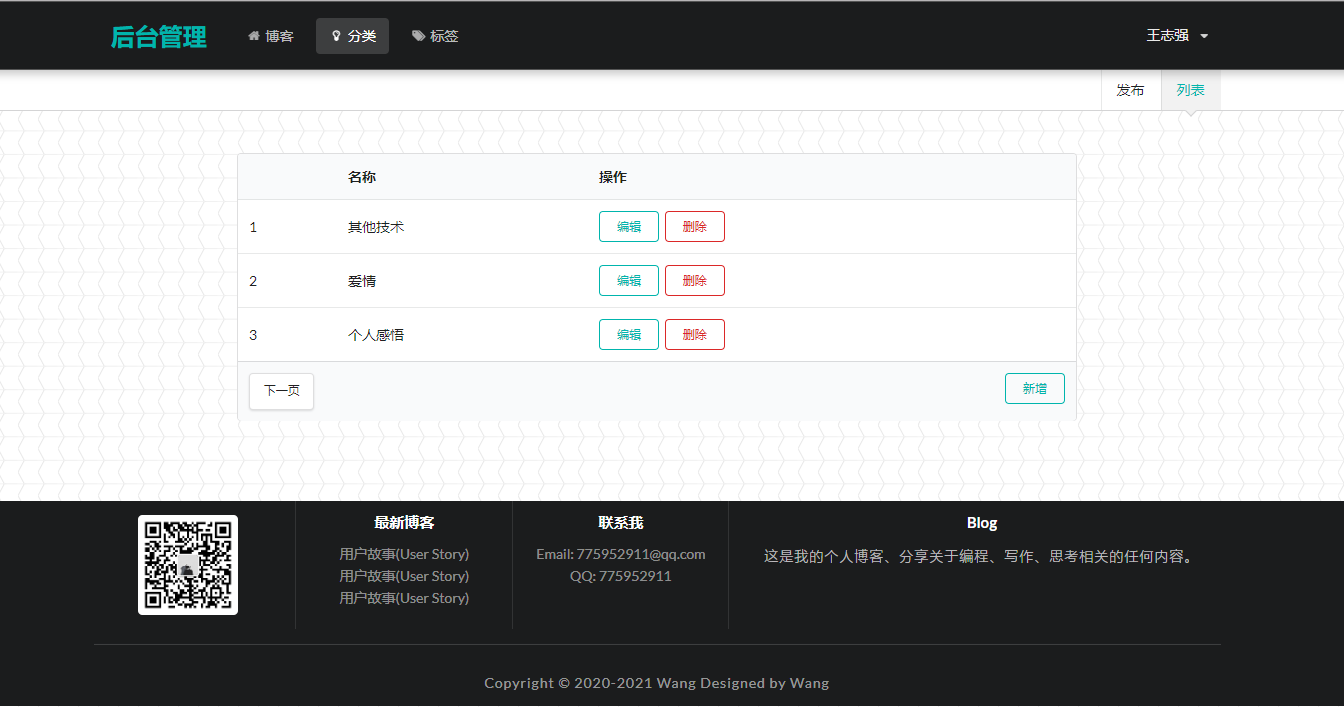 后台管理 博客 分类 标签 王志强
发布 列表
名称 操作
1 其他技术 编辑 删除
2 爱情 编辑 删除
3 个人感悟 编辑 删除
下一页 新增
最新博客 联系我 Blog
用户故事(User Story) Email: 775952911@qq.com 这是我的个人博客、分享关于编程、写作、思考相关的任何内容。
用户故事(User Story) QQ: 775952911
用户故事(User Story)
Copyright © 2020-2021 Wang Designed by Wang